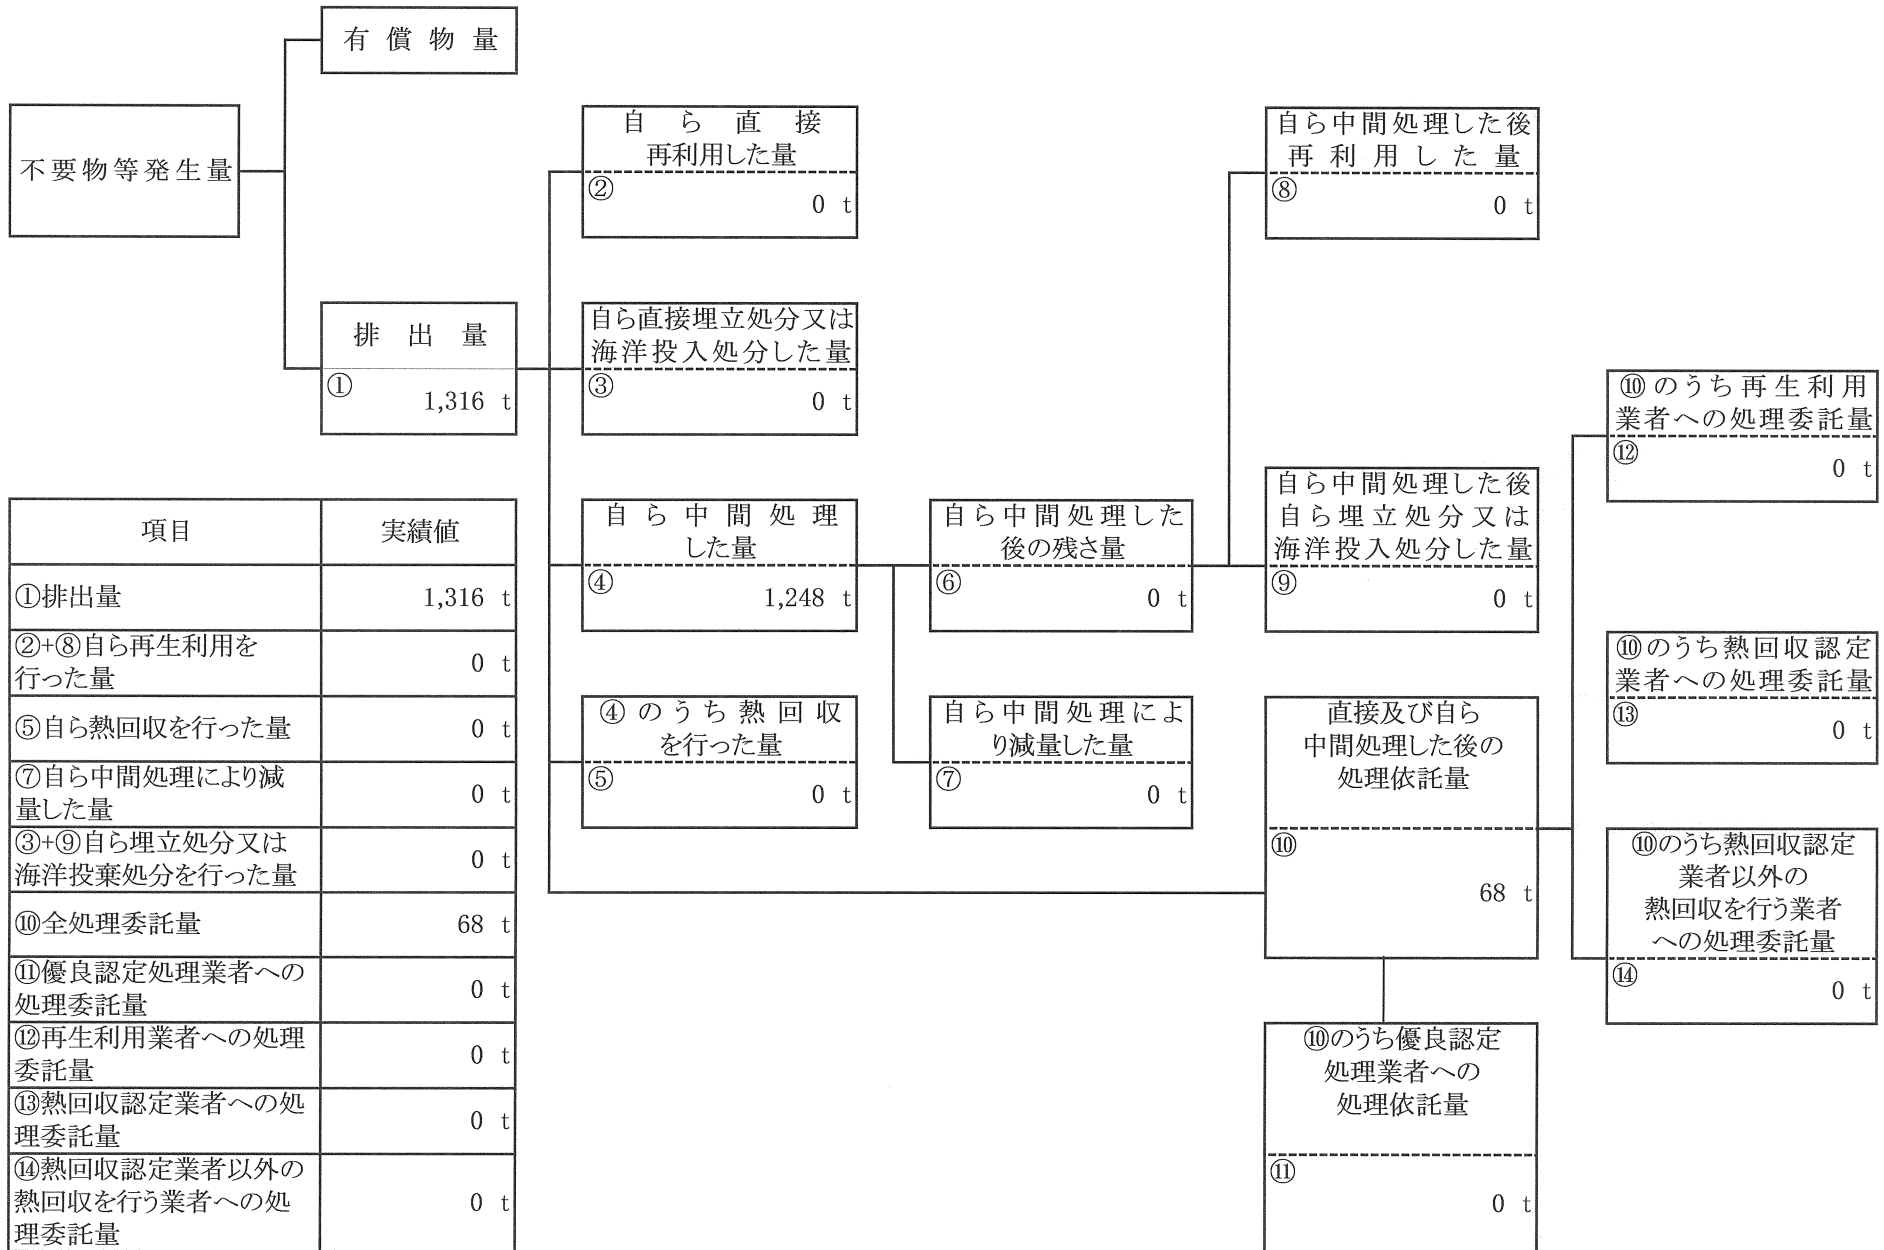 有償物量
不要物等発生量
排出量
①
1,316 t
自ら直接
再利用した量
②
0 t
自ら直接埋立処分又は
海洋投入処分した量
③
0 t
自ら中間処理
した量
④
1,248 t
④のうち熱回収
を行った量
⑤
0 t
自ら中間処理した
後の残さ量
⑥
0 t
自ら中間処理によ
り減量した量
⑦
0 t
自ら中間処理した後
再利用した量
⑧
0 t
自ら中間処理した後
自ら埋立処分又は
海洋投入処分した量
⑨
0 t
直接及び自ら
中間処理した後の
処理依託量
⑩
68 t
⑩のうち優良認定
処理業者への
処理依託量
⑪
0 t
⑩のうち再生利用
業者への処理委託量
⑫
0 t
⑩のうち熱回収認定
業者への処理委託量
⑬
0 t
⑩のうち熱回収認定
業者以外の
熱回収を行う業者
への処理委託量
⑭
0 t
項目 実績値
①排出量 1,316 t
②+⑧自ら再生利用を
行った量 0 t
⑤自ら熱回収を行った量 0 t
⑦自ら中間処理により減
量した量 0 t
③+⑨自ら埋立処分又は
海洋投棄処分を行った量 0 t
⑩全処理委託量 68 t
⑪優良認定処理業者への
処理委託量 0 t
⑫再生利用業者への処理
委託量 0 t
⑬熱回収認定業者への処
理委託量 0 t
⑭熱回収認定業者以外の
熱回収を行う業者への処
理委託量 0 t